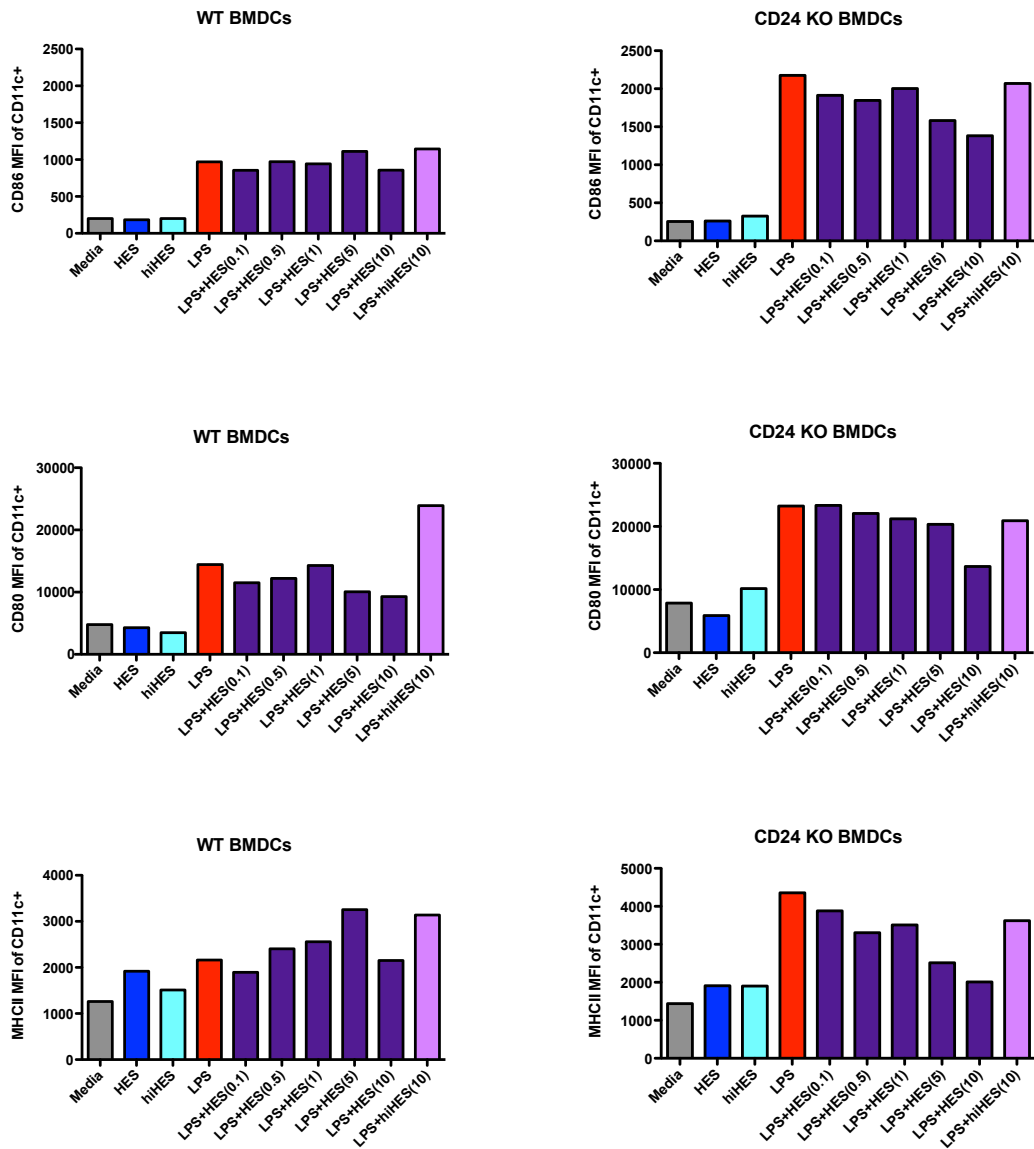 WT BMDCs
CD86 MFI of CD11c+
2500
2000
1500
1000
500
0
Media
HES
hiHES
LPS
LPS+HES(0.1)
LPS+HES(0.5)
LPS+HES(1)
LPS+HES(5)
LPS+HES(10)
LPS+hiHES(10)
CD24 KO BMDCs
CD86 MFI of CD11c+
2500
2000
1500
1000
500
0
Media
HES
hiHES
LPS
LPS+HES(0.1)
LPS+HES(0.5)
LPS+HES(1)
LPS+HES(5)
LPS+HES(10)
LPS+hiHES(10)
WT BMDCs
CD80 MFI of CD11c+
30000
20000
10000
0
Media
HES
hiHES
LPS
LPS+HES(0.1)
LPS+HES(0.5)
LPS+HES(1)
LPS+HES(5)
LPS+HES(10)
LPS+hiHES(10)
CD24 KO BMDCs
CD80 MFI of CD11c+
30000
20000
10000
0
Media
HES
hiHES
LPS
LPS+HES(0.1)
LPS+HES(0.5)
LPS+HES(1)
LPS+HES(5)
LPS+HES(10)
LPS+hiHES(10)
WT BMDCs
MHCII MFI of CD11c+
4000
3000
2000
1000
0
Media
HES
hiHES
LPS
LPS+HES(0.1)
LPS+HES(0.5)
LPS+HES(1)
LPS+HES(5)
LPS+HES(10)
LPS+hiHES(10)
CD24 KO BMDCs
MHCII MFI of CD11c+
5000
4000
3000
2000
1000
0
Media
HES
hiHES
LPS
LPS+HES(0.1)
LPS+HES(0.5)
LPS+HES(1)
LPS+HES(5)
LPS+HES(10)
LPS+hiHES(10)